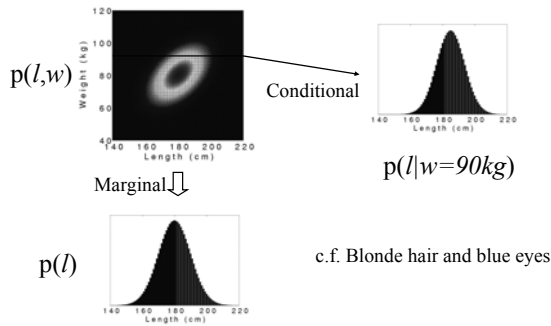 p(l,w)
Weight (kg)
120
100
80
60
40
140 160 180 200 220
Length (cm)
Conditional
140 160 180 200 220
Length (cm)
p(l|w=90kg)
Marginal
p(l)
140 160 180 200 220
Length (cm)
c.f. Blonde hair and blue eyes